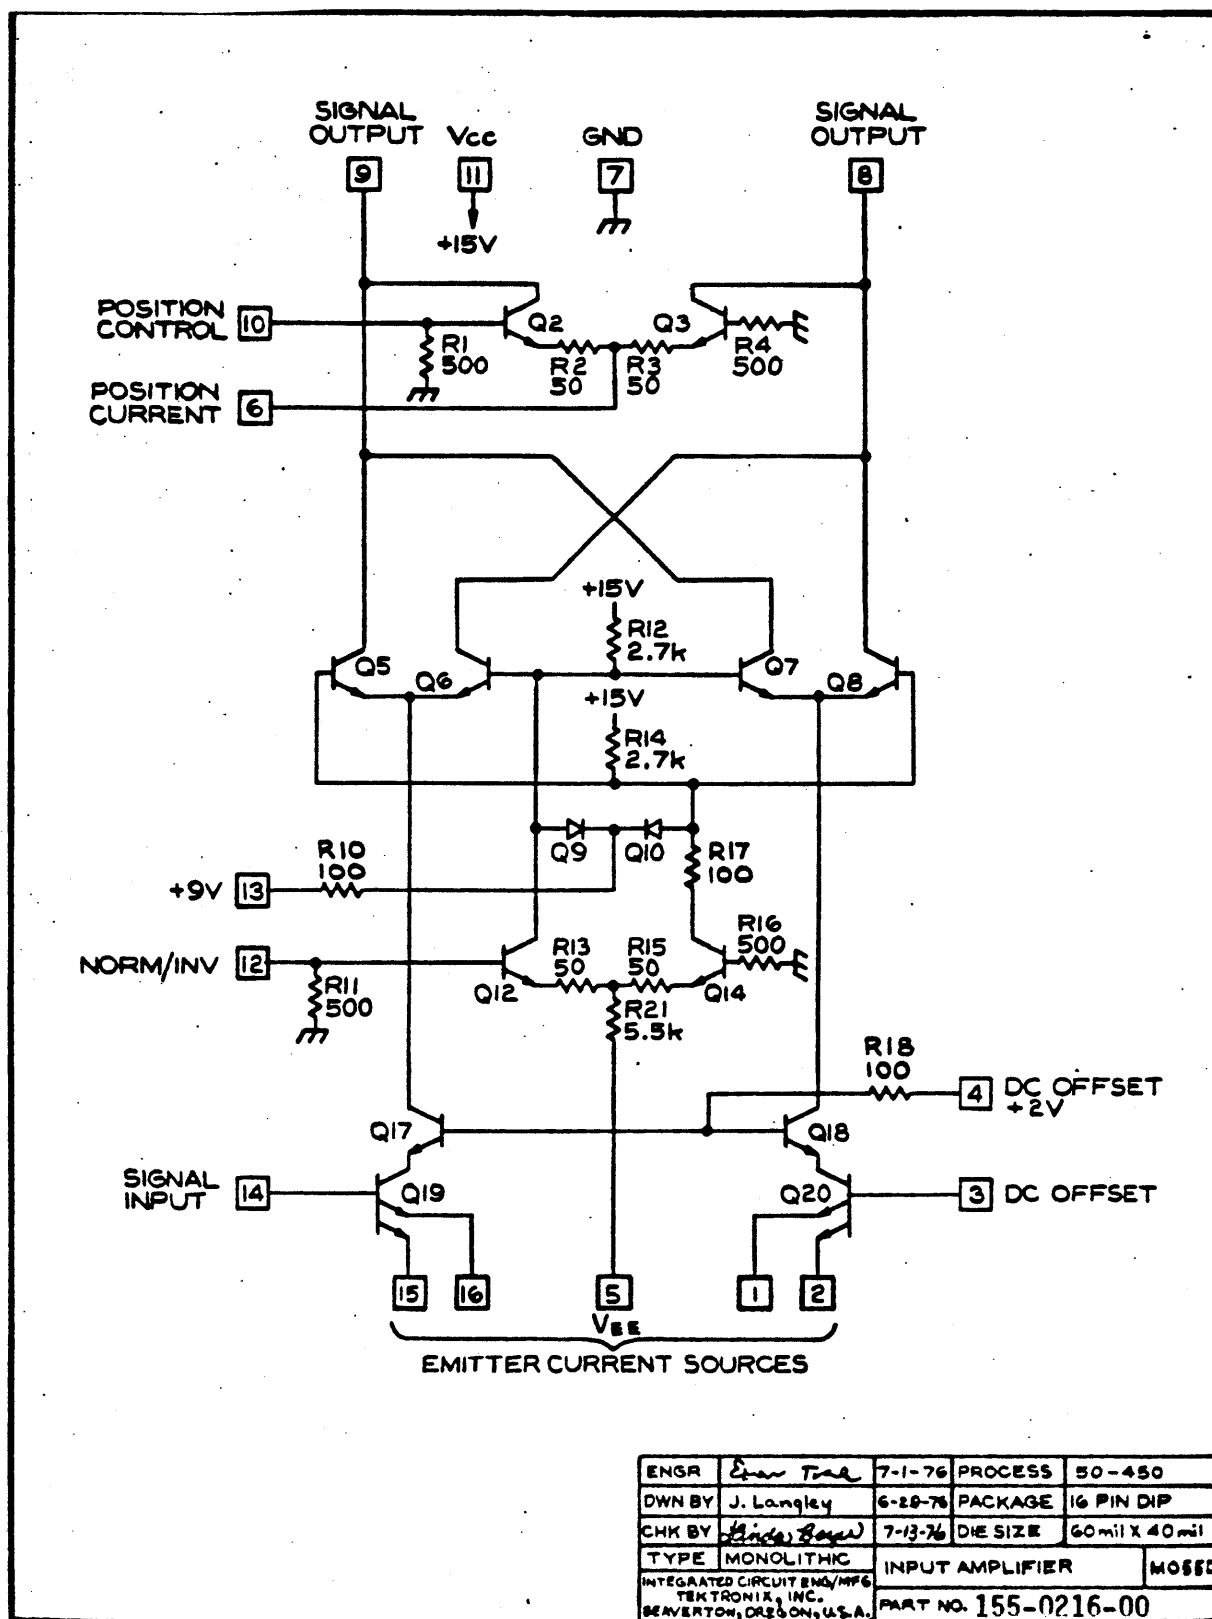 SIGNAL OUTPUT
Vcc
GND
SIGNAL OUTPUT
9
11
7
8
+15V
POSITION CONTROL
10
Q2
Q3
R1 500
R2 50
R3 50
R4 500
POSITION CURRENT
6
+15V
R12 2.7k
Q5
Q6
Q7
Q8
+15V
R14 2.7k
Q9
Q10
R17 100
R10 100
+9V
13
R16 500
NORM/INV
12
R13 50
R15 50
R11 500
Q12
Q14
R21 5.5k
R18 100
4
DC OFFSET +2V
Q17
Q18
SIGNAL INPUT
14
Q19
Q20
3
DC OFFSET
15
16
5
1
2
VEE
EMITTER CURRENT SOURCES
ENGR 7-1-76 PROCESS 50-450
DWN BY J. Langley 6-28-76 PACKAGE 16 PIN DIP
CHK BY 7-13-76 DIE SIZE 60mil X 40mil
TYPE MONOLITHIC INPUT AMPLIFIER
INTEGRATED CIRCUIT ENG/MFG
TEKTRONIX, INC.
BEAVERTON, OREGON, U.S.A.
PART NO. 155-0216-00